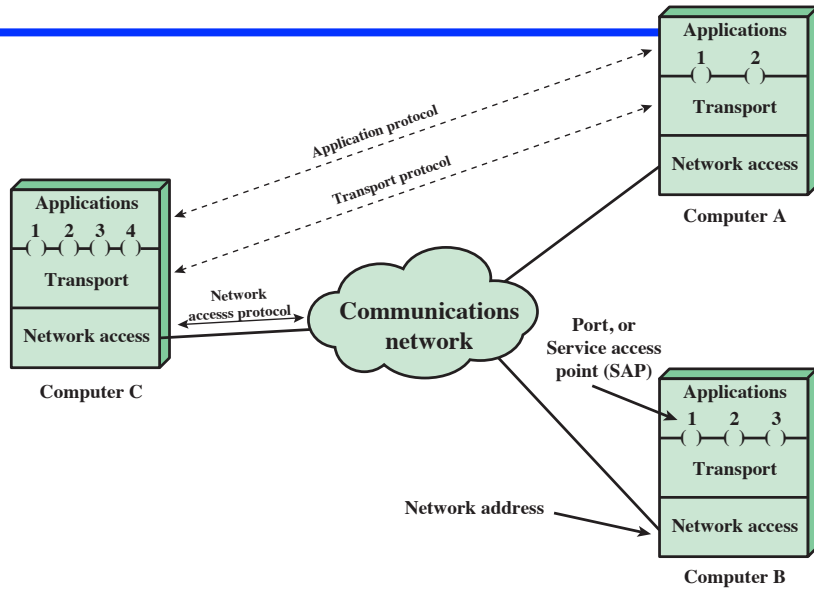 Applications
1 2
Transport
Network access
Computer A
Application protocol
Transport protocol
Applications
1 2 3 4
Transport
Network access
Computer C
Network
accesss protocol
Communications
network
Port, or
Service access
point (SAP)
Applications
1 2 3
Transport
Network access
Computer B
Network address